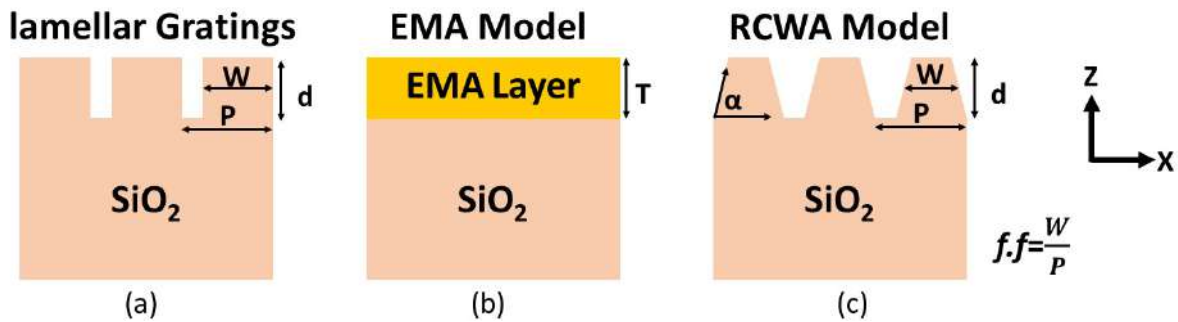 lamellar Gratings
W
d
P
SiO₂
(a)
EMA Model
EMA Layer
T
SiO₂
(b)
RCWA Model
α
W
d
P
SiO₂
(c)
Z
X
f.f=W/P